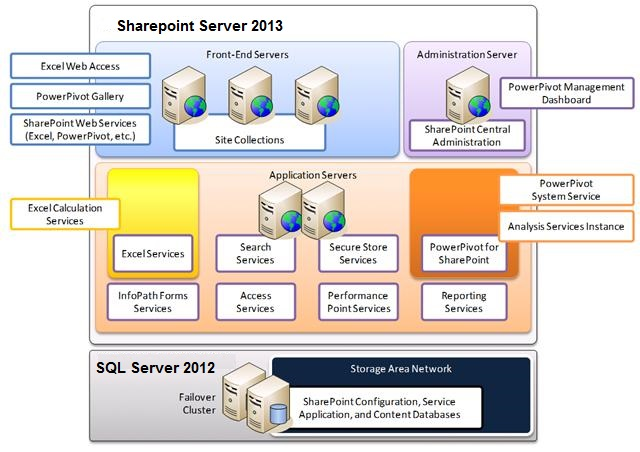 Sharepoint Server 2013
Front-End Servers
Administration Server
Excel Web Access
PowerPivot Gallery
SharePoint Web Services
(Excel, PowerPivot, etc.)
Site Collections
SharePoint Central
Administration
PowerPivot Management
Dashboard
Application Servers
Excel Calculation
Services
PowerPivot
System Service
Analysis Services Instance
Excel Services
Search
Services
Secure Store
Services
PowerPivot for
SharePoint
InfoPath Forms
Services
Access
Services
Performance
Point Services
Reporting
Services
SQL Server 2012
Storage Area Network
Failover
Cluster
SharePoint Configuration, Service
Application, and Content Databases